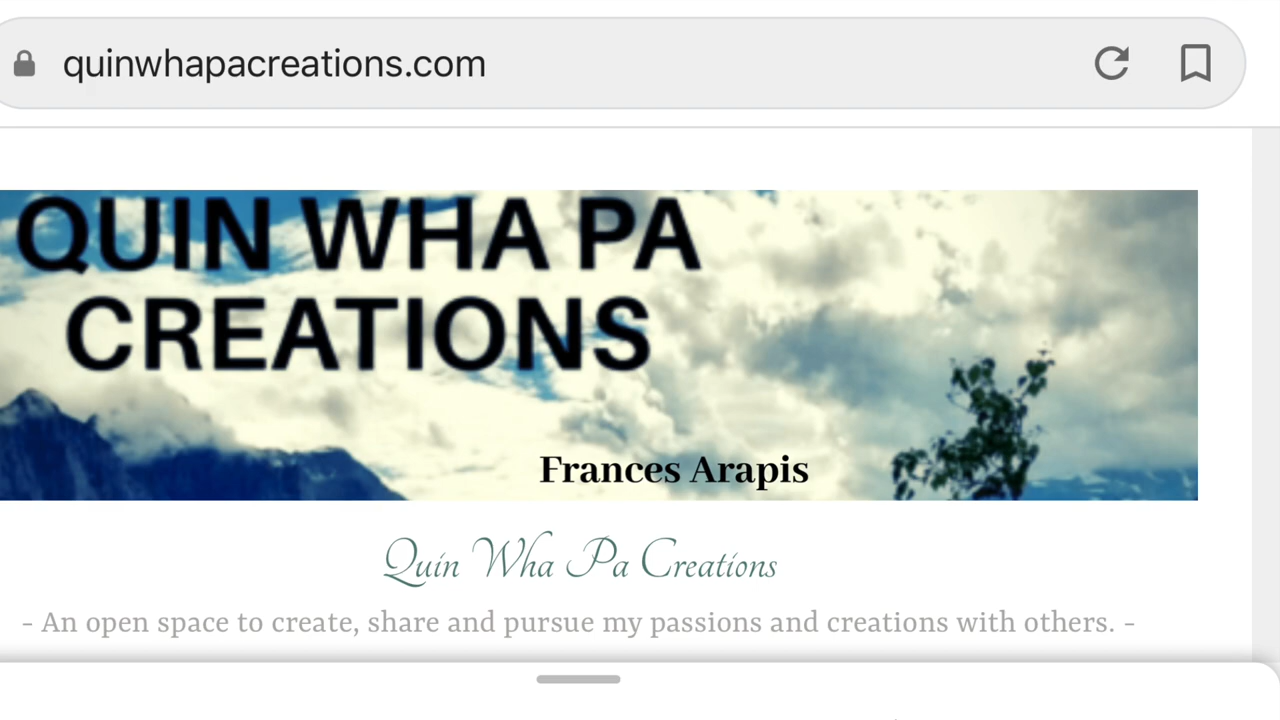 quinwhapacreations.com
QUIN WHA PA
CREATIONS
Frances Arapis
Quin Wha Pa Creations
- An open space to create, share and pursue my passions and creations with others. -